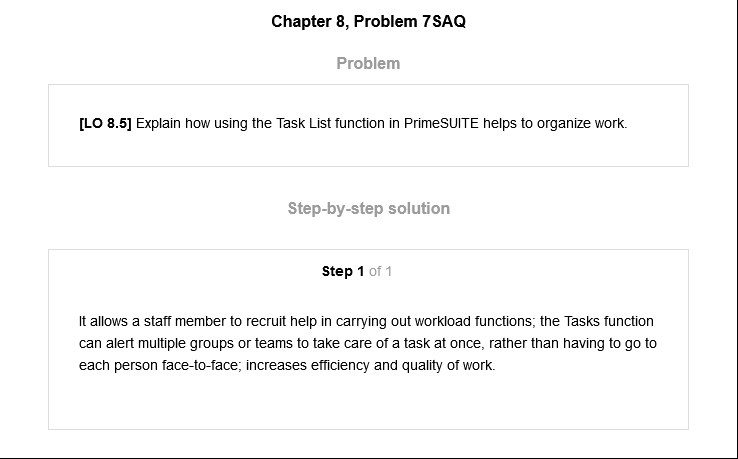 Chapter 8, Problem 7SAQ
Problem
[LO 8.5] Explain how using the Task List function in PrimeSUITE helps to organize work.
Step-by-step solution
Step 1 of 1
It allows a staff member to recruit help in carrying out workload functions; the Tasks function
can alert multiple groups or teams to take care of a task at once, rather than having to go to
each person face-to-face; increases efficiency and quality of work.